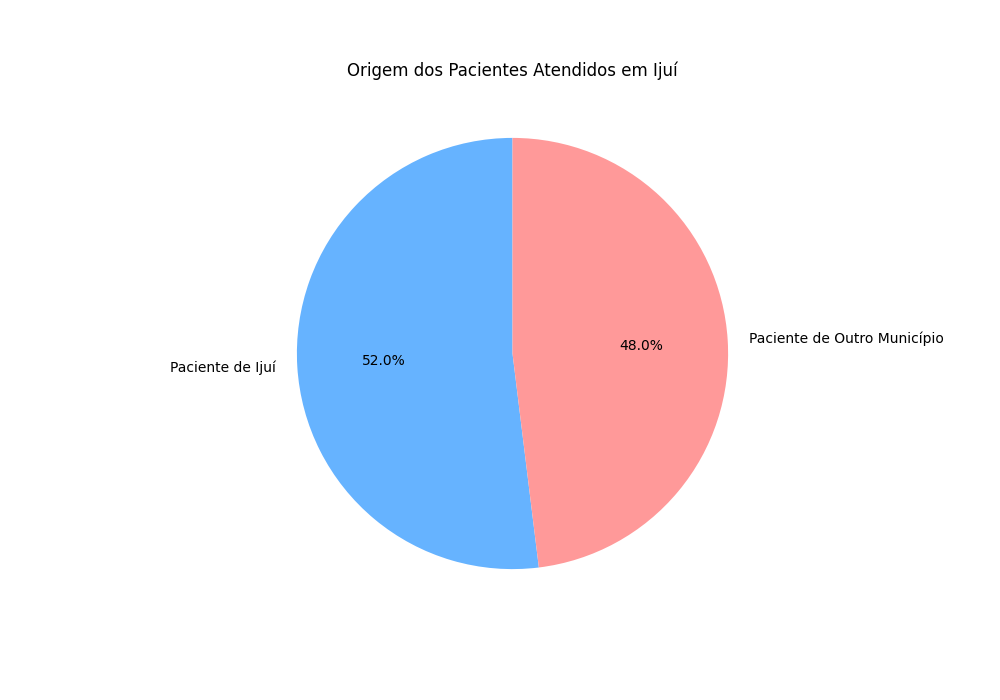 Origem dos Pacientes Atendidos em Ijuí
48.0%
Paciente de Outro Município
52.0%
Paciente de Ijuí